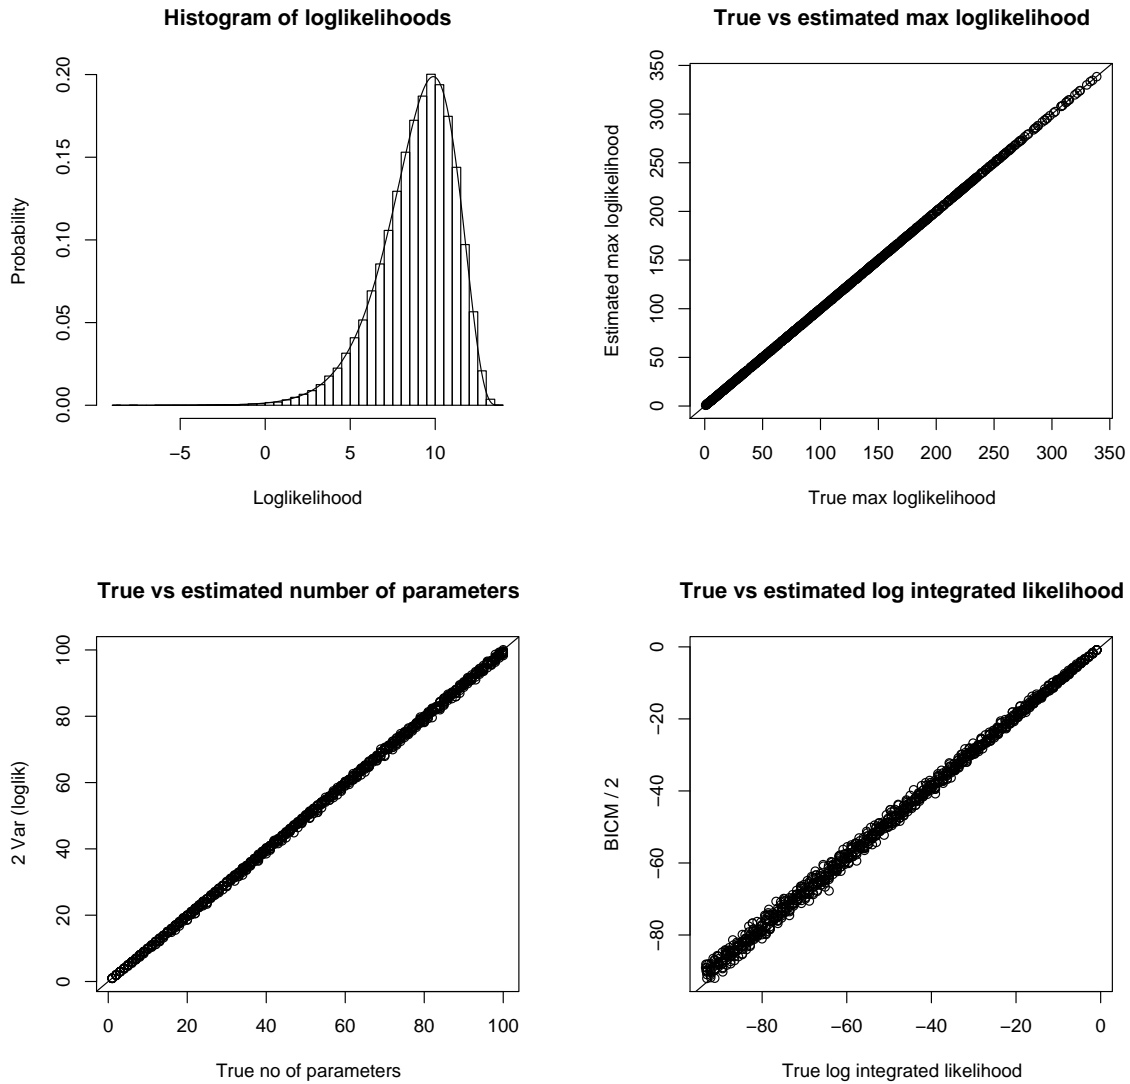 Histogram of loglikelihoods
Probability
0.00 0.05 0.10 0.15 0.20
−5 0 5 10
Loglikelihood
True vs estimated max loglikelihood
Estimated max loglikelihood
0 50 100 150 200 250 300 350
0 50 100 150 200 250 300 350
True max loglikelihood
True vs estimated number of parameters
2 Var (loglik)
0 20 40 60 80 100
0 20 40 60 80 100
True no of parameters
True vs estimated log integrated likelihood
BICM / 2
−80 −60 −40 −20 0
−80 −60 −40 −20 0
True log integrated likelihood